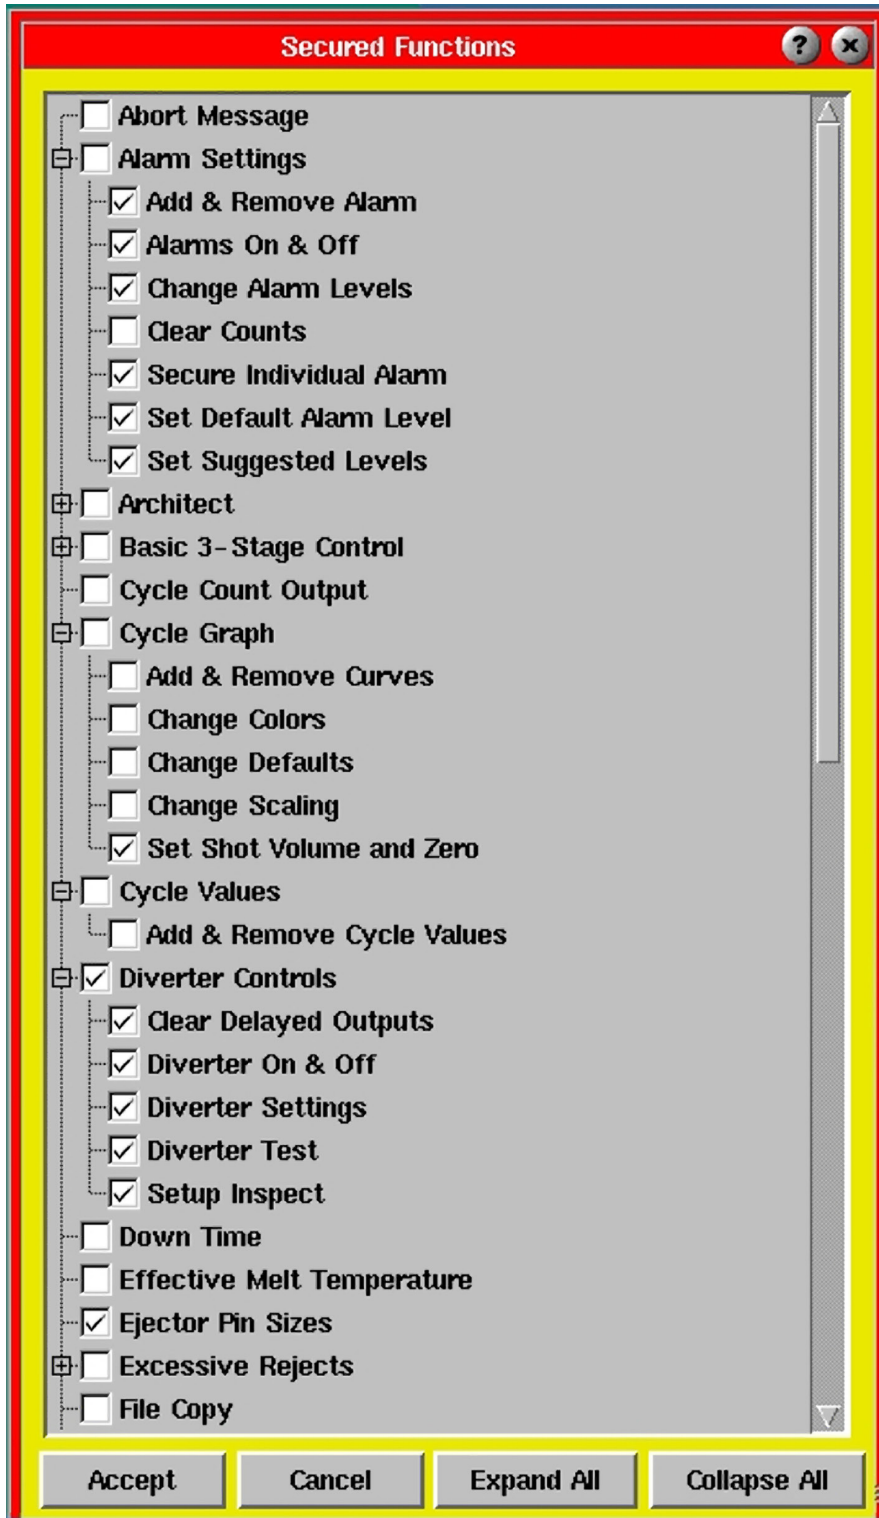 Secured Functions
Abort Message
Alarm Settings
Add & Remove Alarm
Alarms On & Off
Change Alarm Levels
Clear Counts
Secure Individual Alarm
Set Default Alarm Level
Set Suggested Levels
Architect
Basic 3-Stage Control
Cycle Count Output
Cycle Graph
Add & Remove Curves
Change Colors
Change Defaults
Change Scaling
Set Shot Volume and Zero
Cycle Values
Add & Remove Cycle Values
Diverter Controls
Clear Delayed Outputs
Diverter On & Off
Diverter Settings
Diverter Test
Setup Inspect
Down Time
Effective Melt Temperature
Ejector Pin Sizes
Excessive Rejects
File Copy
Accept Cancel Expand All Collapse All